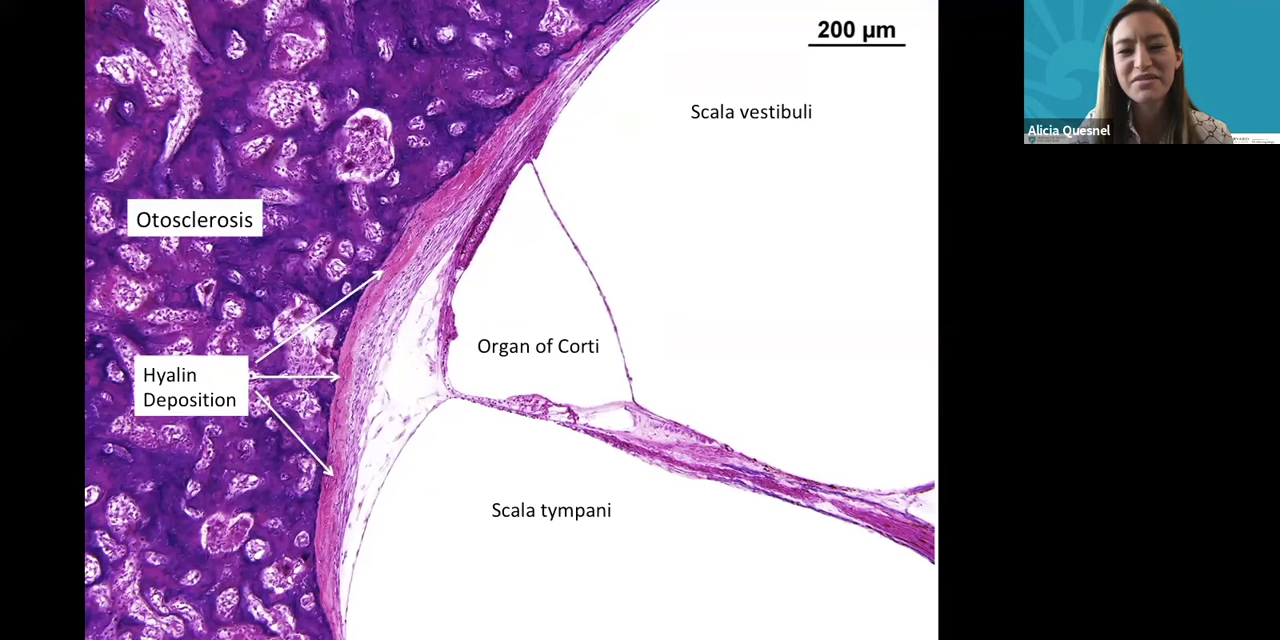 200 µm
Scala vestibuli
Alicia Quesnel
Otosclerosis
Organ of Corti
Hyalin
Deposition
Scala tympani